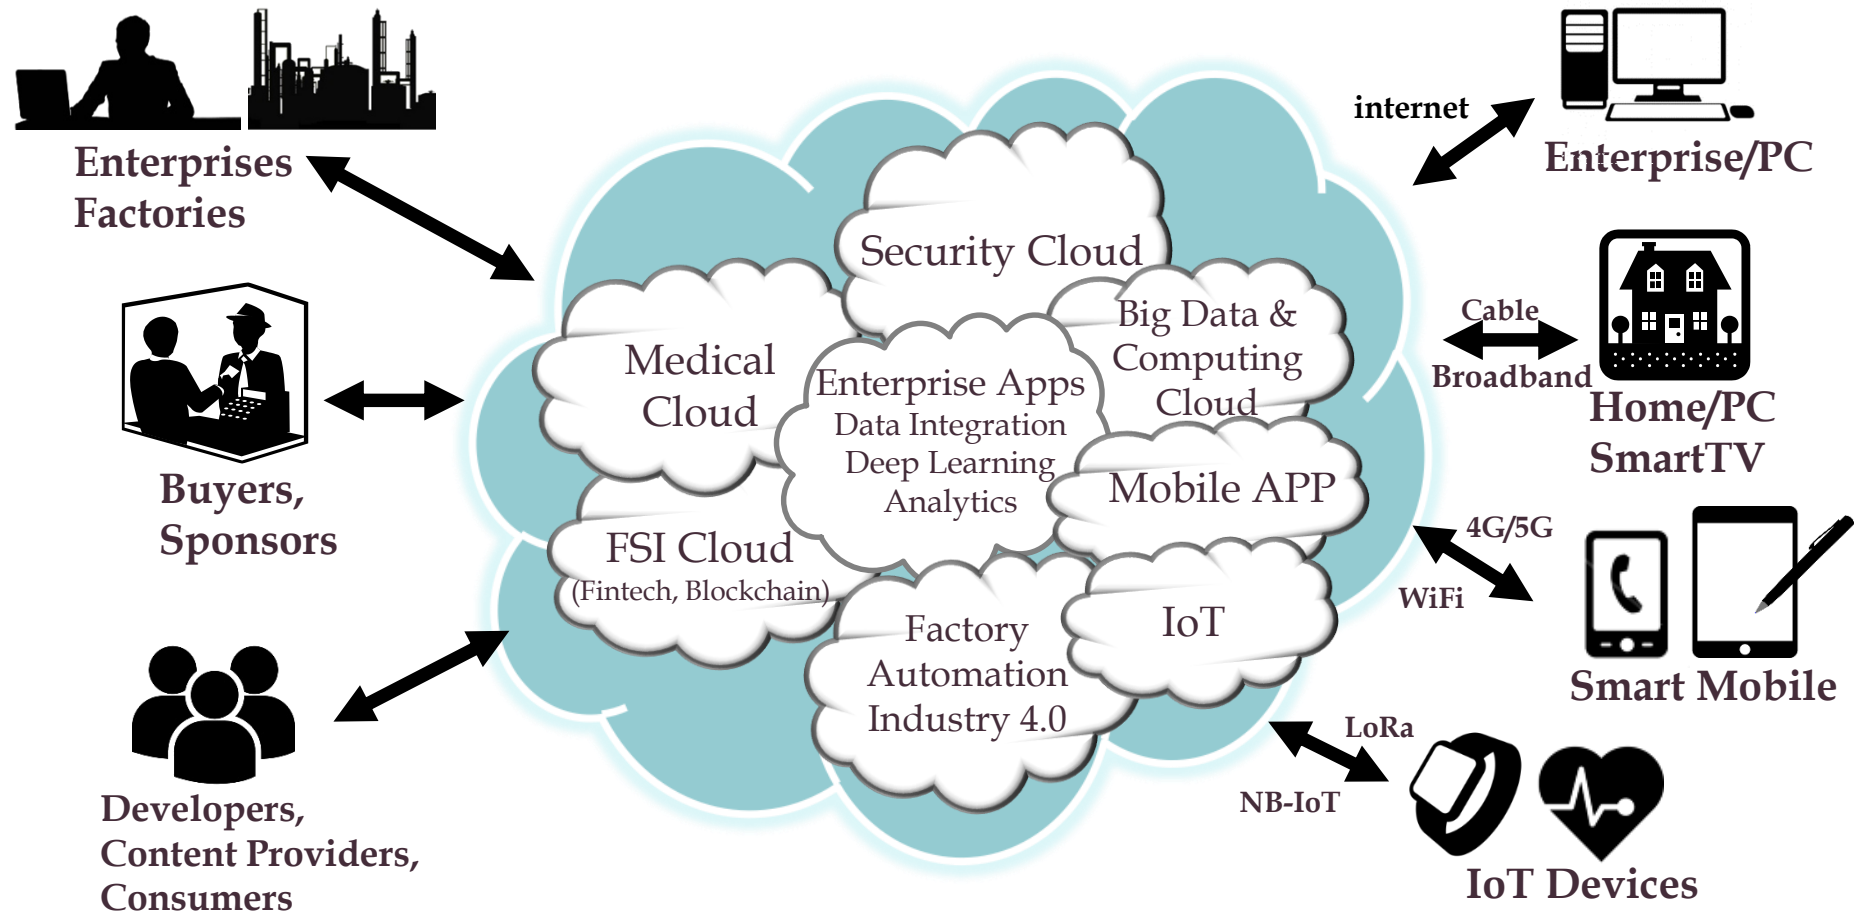 Enterprises
Factories
Buyers,
Sponsors
Developers,
Content Providers,
Consumers
Security Cloud
Medical
Cloud
Big Data &
Computing
Cloud
Enterprise Apps
Data Integration
Deep Learning
Analytics
Mobile APP
FSI Cloud
(Fintech, Blockchain)
Factory
Automation
Industry 4.0
IoT
internet
Enterprise/PC
Cable
Broadband
Home/PC
SmartTV
4G/5G
WiFi
Smart Mobile
LoRa
NB-IoT
IoT Devices